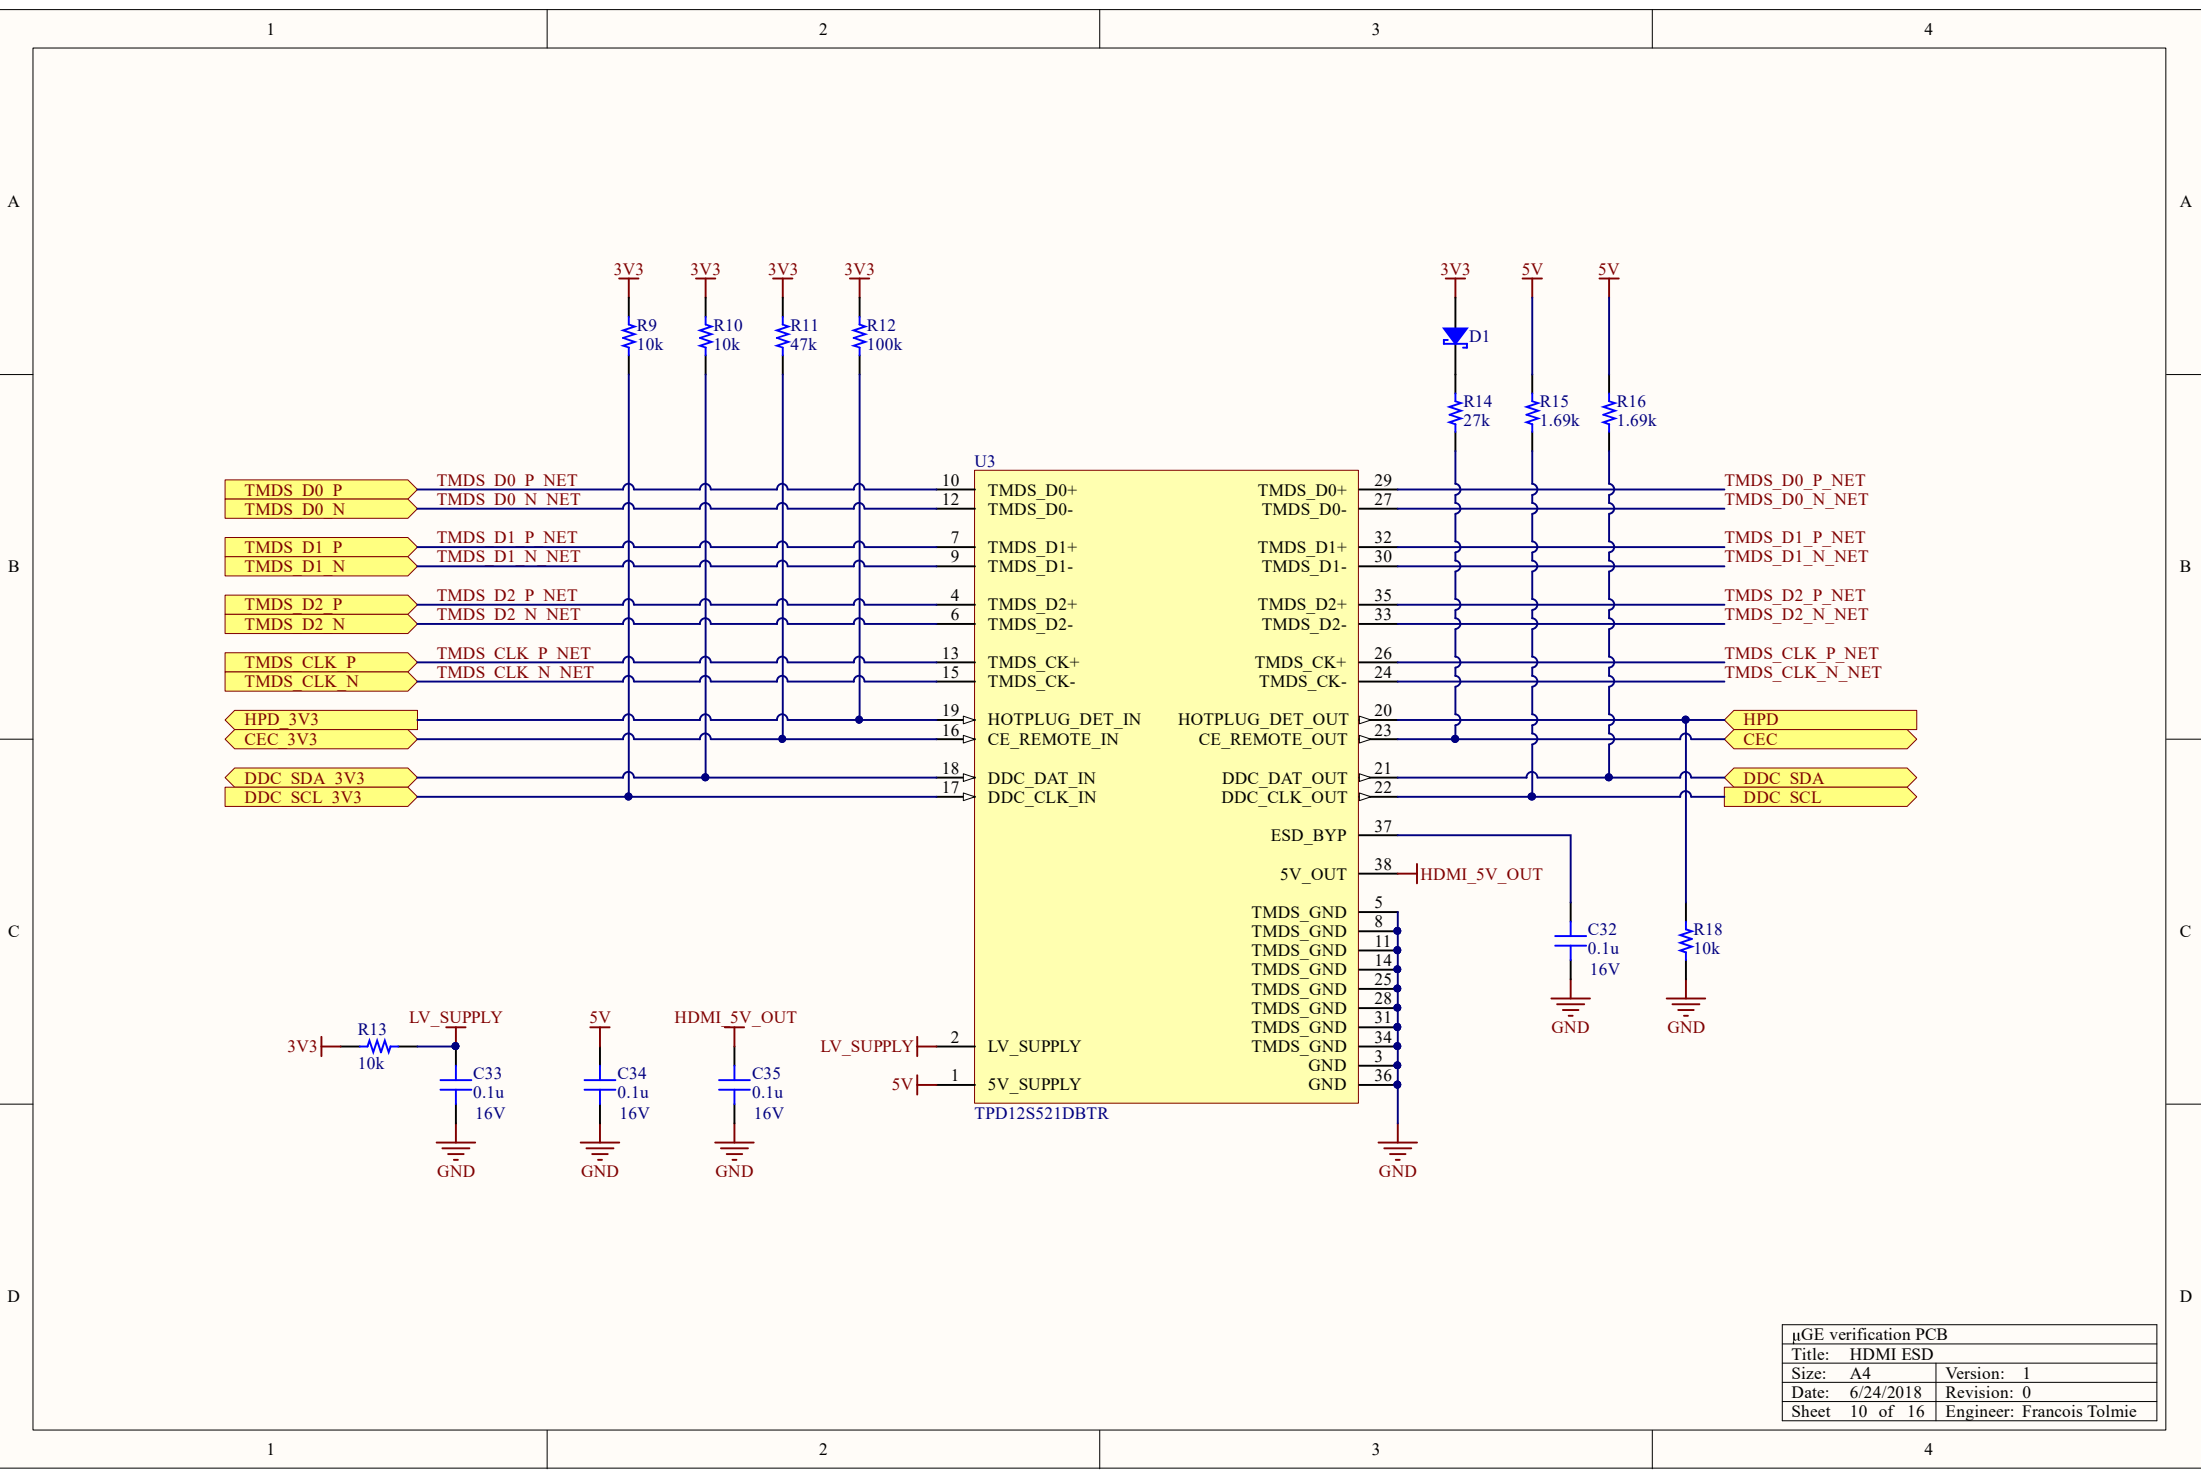 1 2 3 4
A A
3V3 3V3 3V3 3V3 3V3 5V 5V
R9 R10 R11 R12
10k 10k 47k 100k
D1
R14 R15 R16
27k 1.69k 1.69k
U3
TMDS_D0_P TMDS_D0_P_NET 10 TMDS_D0+ TMDS_D0+ 29 TMDS_D0_P_NET
TMDS_D0_N TMDS_D0_N_NET 12 TMDS_D0- TMDS_D0- 27 TMDS_D0_N_NET
TMDS_D1_P TMDS_D1_P_NET 7 TMDS_D1+ TMDS_D1+ 32 TMDS_D1_P_NET
B TMDS_D1_N TMDS_D1_N_NET 9 TMDS_D1- TMDS_D1- 30 TMDS_D1_N_NET B
TMDS_D2_P TMDS_D2_P_NET 4 TMDS_D2+ TMDS_D2+ 35 TMDS_D2_P_NET
TMDS_D2_N TMDS_D2_N_NET 6 TMDS_D2- TMDS_D2- 33 TMDS_D2_N_NET
TMDS_CLK_P TMDS_CLK_P_NET 13 TMDS_CK+ TMDS_CK+ 26 TMDS_CLK_P_NET
TMDS_CLK_N TMDS_CLK_N_NET 15 TMDS_CK- TMDS_CK- 24 TMDS_CLK_N_NET
HPD_3V3 19 HOTPLUG_DET_IN HOTPLUG_DET_OUT 20 HPD
CEC_3V3 16 CE_REMOTE_IN CE_REMOTE_OUT 23 CEC
DDC_SDA_3V3 18 DDC_DAT_IN DDC_DAT_OUT 21 DDC_SDA
DDC_SCL_3V3 17 DDC_CLK_IN DDC_CLK_OUT 22 DDC_SCL
ESD_BYP 37
5V_OUT 38 HDMI_5V_OUT
TMDS_GND 5
C TMDS_GND 8 C32 R18 C
TMDS_GND 11 0.1u 10k
TMDS_GND 14 16V
TMDS_GND 25
TMDS_GND 28
TMDS_GND 31 GND GND
TMDS_GND 34
GND 3
GND 36
LV_SUPPLY 5V HDMI_5V_OUT
3V3 R13
10k
LV_SUPPLY 2 LV_SUPPLY
5V 1 5V_SUPPLY
C33 C34 C35
0.1u 0.1u 0.1u
16V 16V 16V
TPD12S521DBTR
GND GND GND GND
D D
µGE verification PCB
Title: HDMI ESD
Size: A4 Version: 1
Date: 6/24/2018 Revision: 0
Sheet 10 of 16 Engineer: Francois Tolmie
1 2 3 4